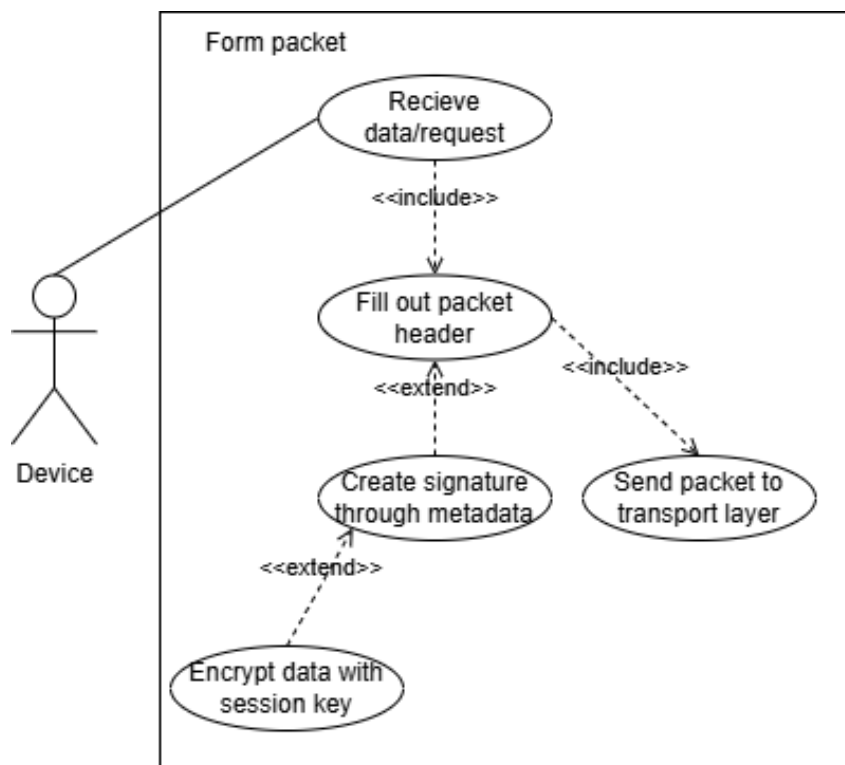 Form packet
Recieve
data/request
<<include>>
Fill out packet
header
<<include>>
<<extend>>
Device
Create signature
through metadata
Send packet to
transport layer
<<extend>>
Encrypt data with
session key